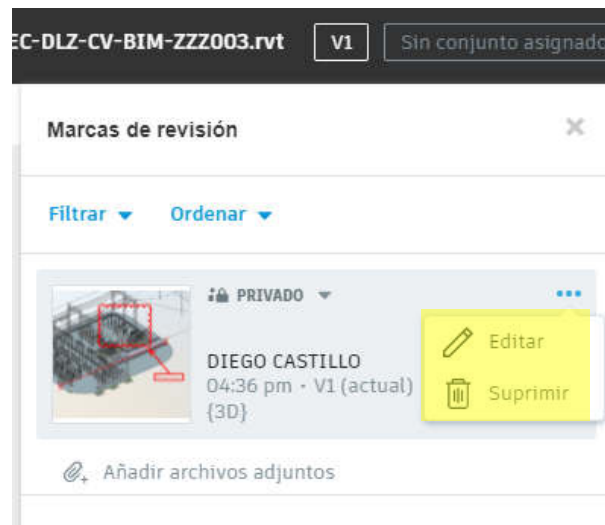 EC-DLZ-CV-BIM-ZZZ003.rvt V1 Sin conjunto asignado
Marcas de revisión
Filtrar Ordenar
PRIVADO
DIEGO CASTILLO
04:36 pm · V1 (actual)
{3D}
Editar
Suprimir
Añadir archivos adjuntos